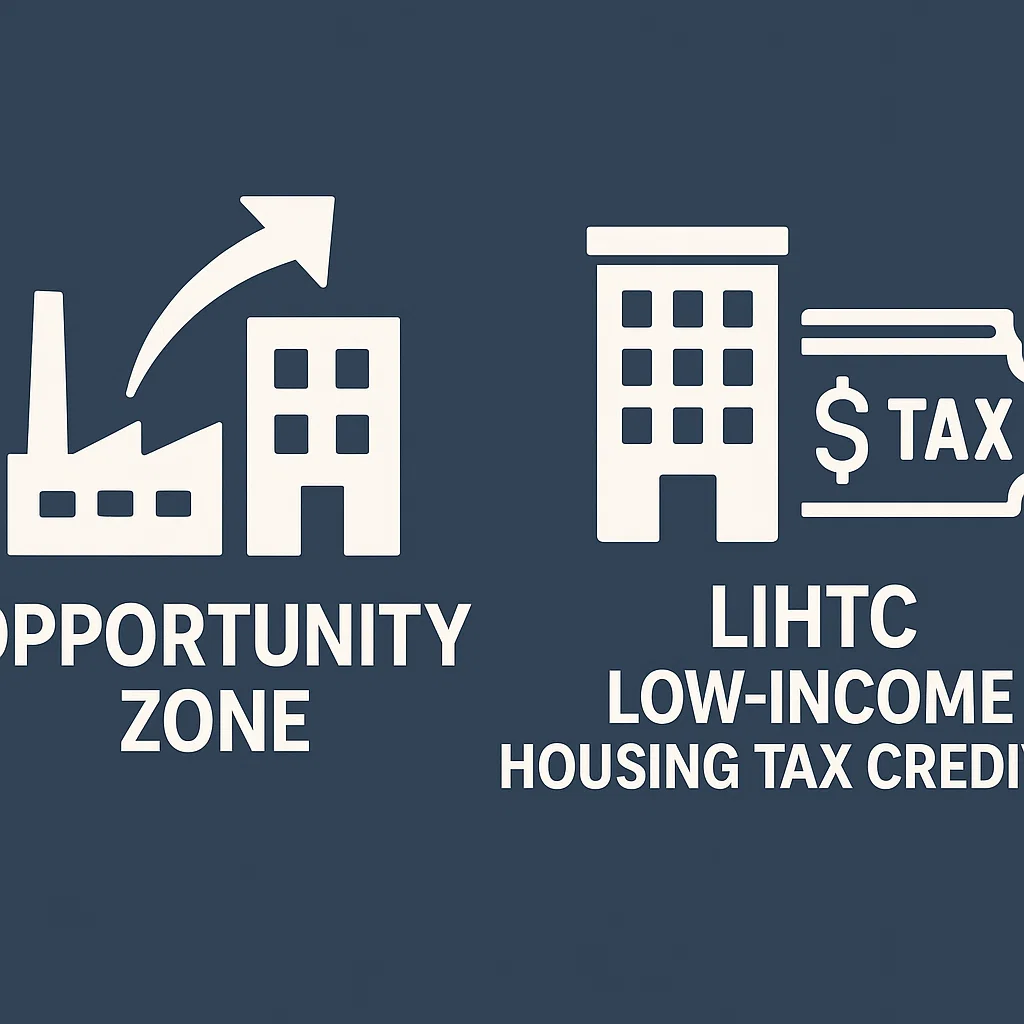 OPPORTUNITY
ZONE
$ TAX
LIHTC
LOW-INCOME
HOUSING TAX CREDIT